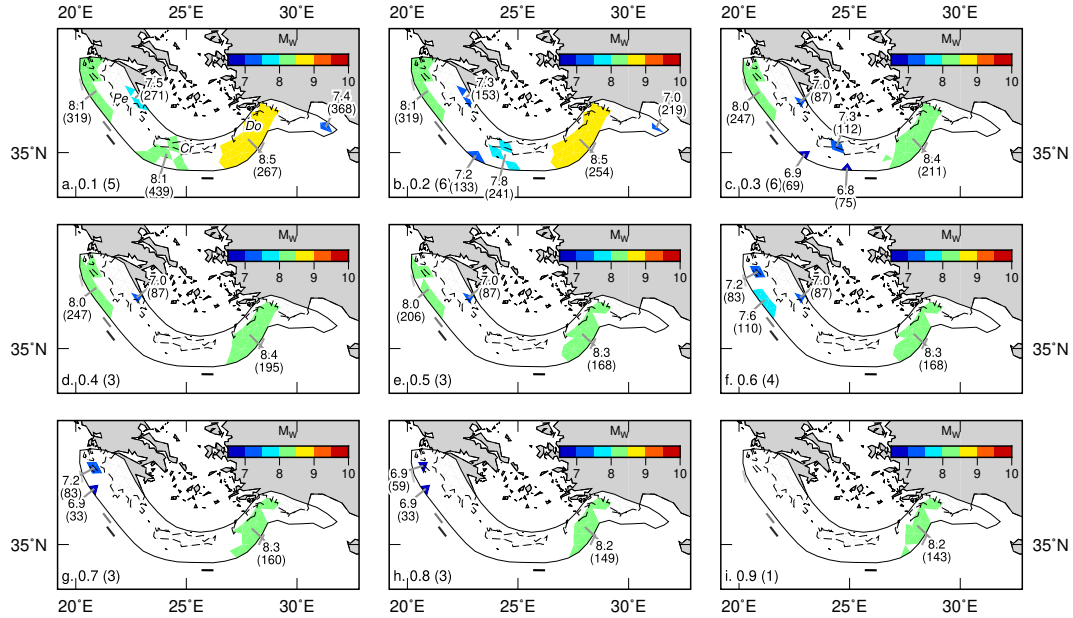 20˚E 25˚E 30˚E 20˚E 25˚E 30˚E 20˚E 25˚E 30˚E
35˚N 35˚N
Mw
7 8 9 10
Pe
Do
Cr
7.5
(271)
7.4
(368)
8.1
(319)
8.5
(267)
8.1
(439)
a. 0.1 (5)
Mw
7 8 9 10
7.3
(153)
7.0
(219)
8.1
(319)
8.5
(254)
7.2
(133)
7.8
(241)
b. 0.2 (6)
Mw
7 8 9 10
7.0
(87)
8.0
(247)
7.3
(112)
8.4
(211)
6.9
(69)
6.8
(75)
c. 0.3 (6)
35˚N 35˚N
Mw
7 8 9 10
7.0
(87)
8.0
(247)
8.4
(195)
d. 0.4 (3)
Mw
7 8 9 10
7.0
(87)
8.0
(206)
8.3
(168)
e. 0.5 (3)
Mw
7 8 9 10
7.2
(83)
7.0
(87)
7.6
(110)
8.3
(168)
f. 0.6 (4)
35˚N 35˚N
Mw
7 8 9 10
7.2
(83)
6.9
(33)
8.3
(160)
g. 0.7 (3)
Mw
7 8 9 10
6.9
(59)
6.9
(33)
8.2
(149)
h. 0.8 (3)
Mw
7 8 9 10
8.2
(143)
i. 0.9 (1)
20˚E 25˚E 30˚E 20˚E 25˚E 30˚E 20˚E 25˚E 30˚E